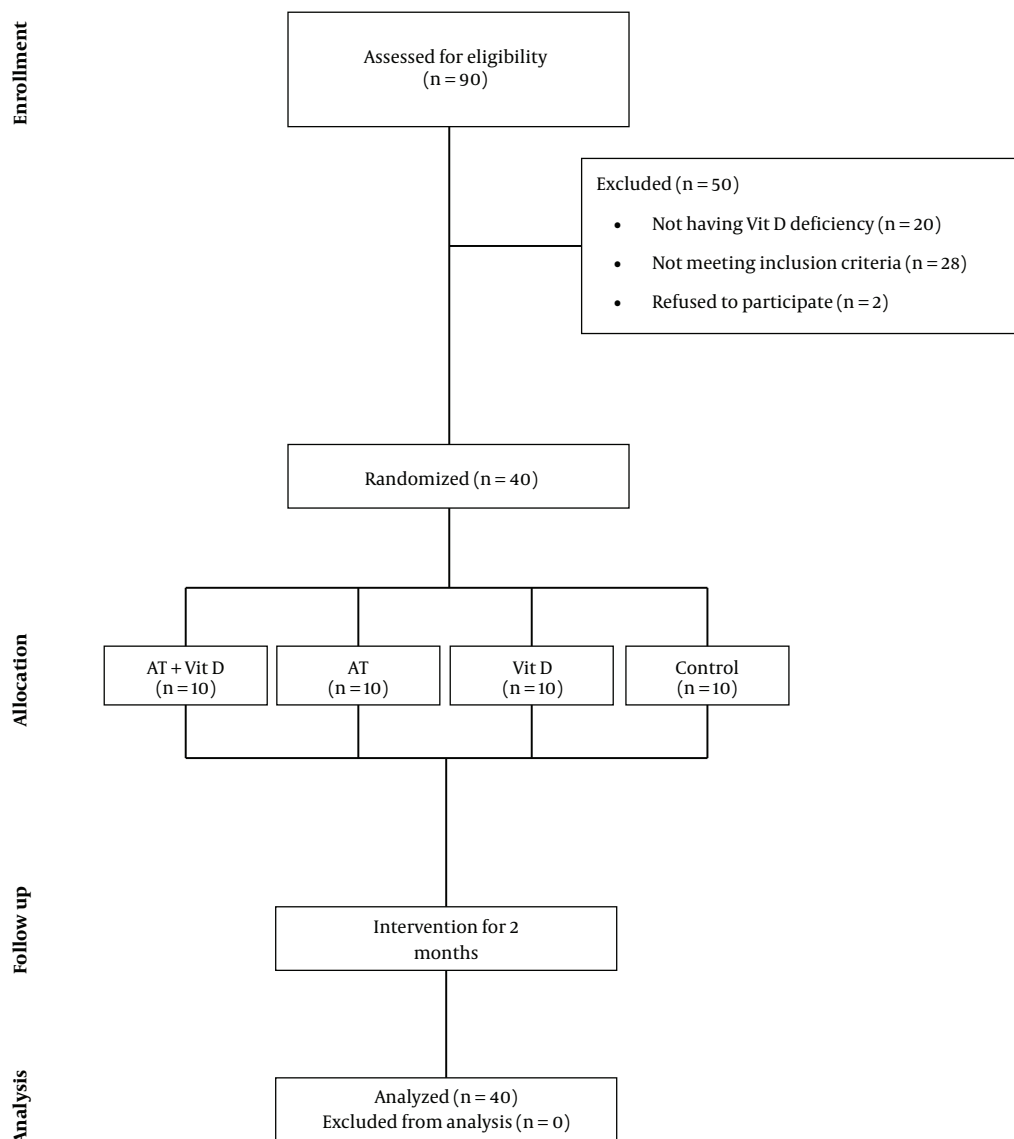 Enrollment
Assessed for eligibility
(n = 90)
Excluded (n = 50)
• Not having Vit D deficiency (n = 20)
• Not meeting inclusion criteria (n = 28)
• Refused to participate (n = 2)
Randomized (n = 40)
Allocation
AT + Vit D
(n = 10)
AT
(n = 10)
Vit D
(n = 10)
Control
(n = 10)
Follow up
Intervention for 2
months
Analysis
Analyzed (n = 40)
Excluded from analysis (n = 0)